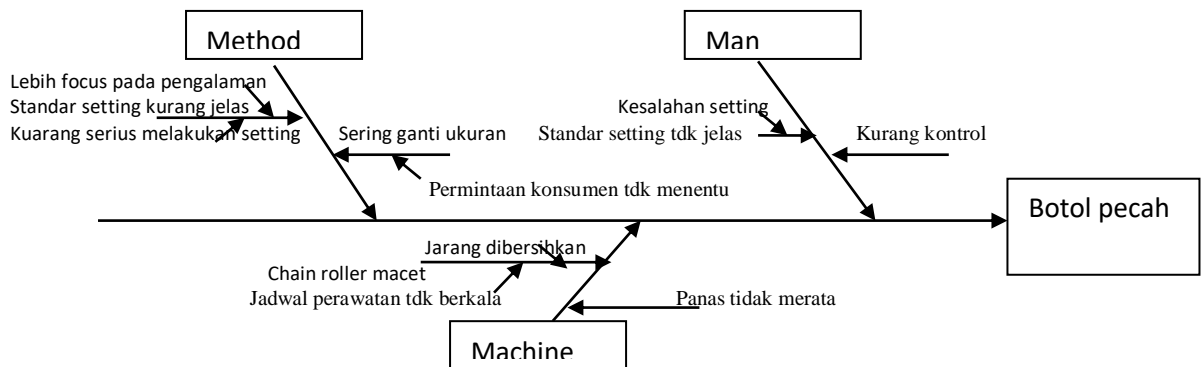 Method
Man
Lebih focus pada pengalaman
Standar setting kurang jelas
Kuarang serius melakukan setting
Sering ganti ukuran
Permintaan konsumen tdk menentu
Kesalahan setting
Standar setting tdk jelas
Kurang kontrol
Botol pecah
Jarang dibersihkan
Chain roller macet
Jadwal perawatan tdk berkala
Panas tidak merata
Machine